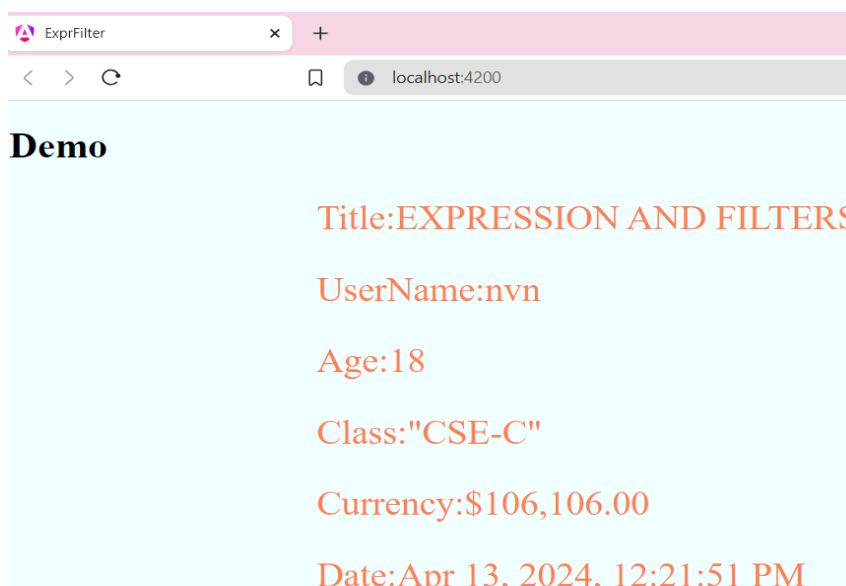 ExprFilter
localhost:4200
Demo
Title:EXPRESSION AND FILTERS
UserName:nvn
Age:18
Class:"CSE-C"
Currency:$106,106.00
Date:Apr 13, 2024, 12:21:51 PM